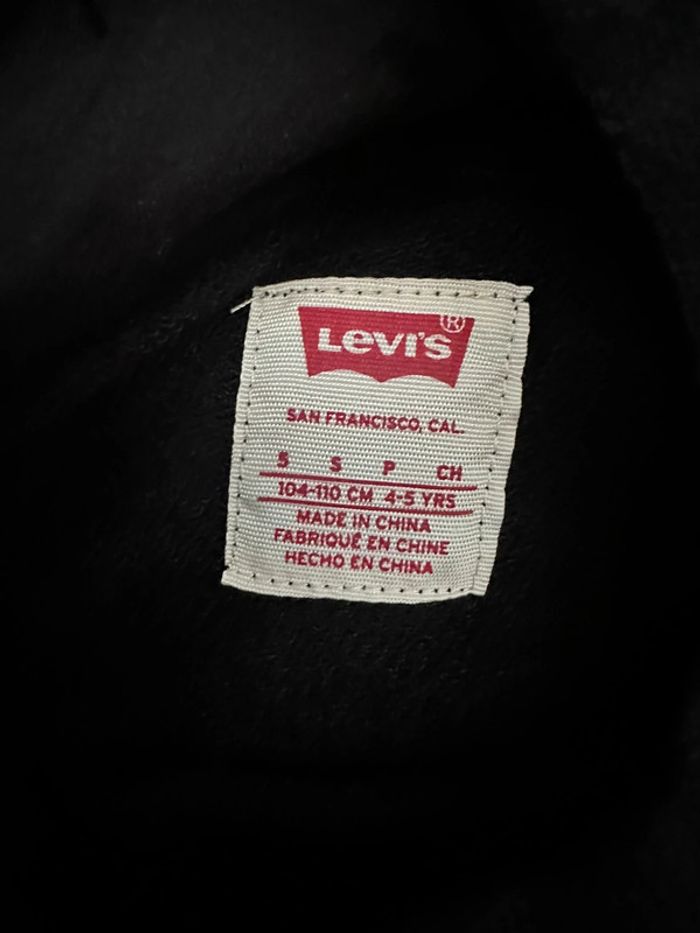 Levi's ®
SAN FRANCISCO, CAL.
5 S P CH
104-110 CM 4-5 YRS
MADE IN CHINA
FABRIQUÉ EN CHINE
HECHO EN CHINA